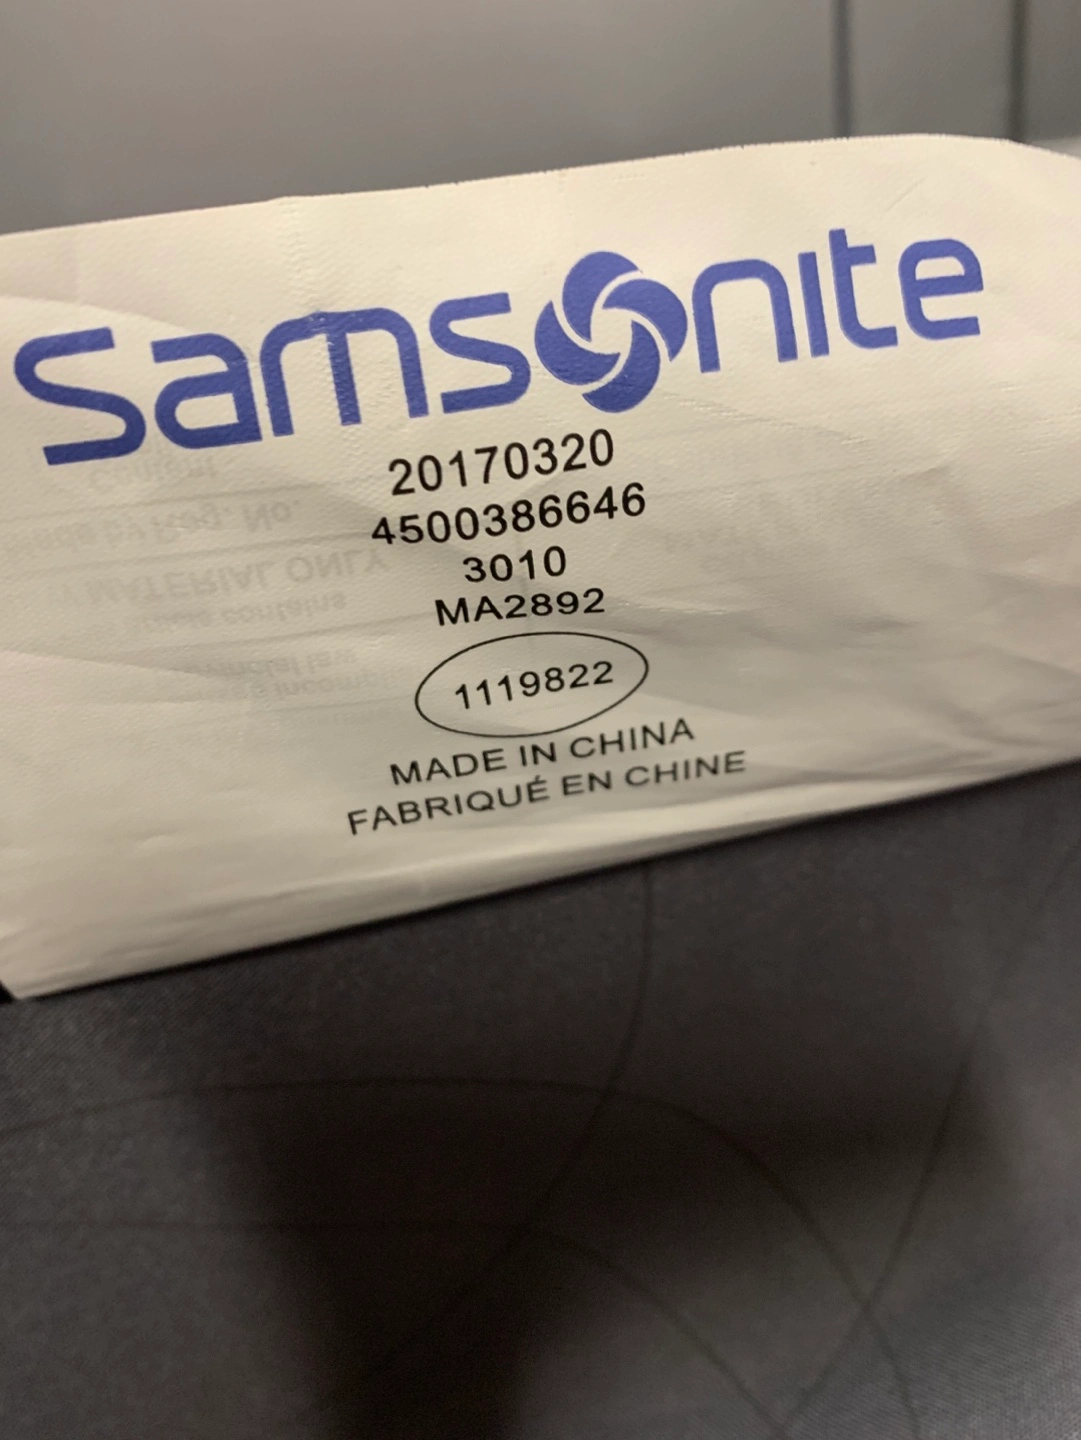 Samsonite
20170320
4500386646
3010
MA2892
1119822
MADE IN CHINA
FABRIQUÉ EN CHINE